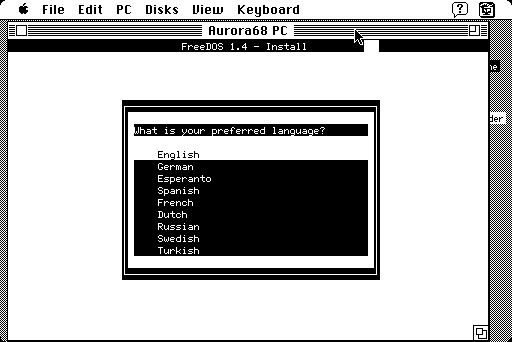 File Edit PC Disks View Keyboard
Aurora68 PC
FreeDOS 1.4 - Install
What is your preferred language?
English
German
Esperanto
Spanish
French
Dutch
Russian
Swedish
Turkish